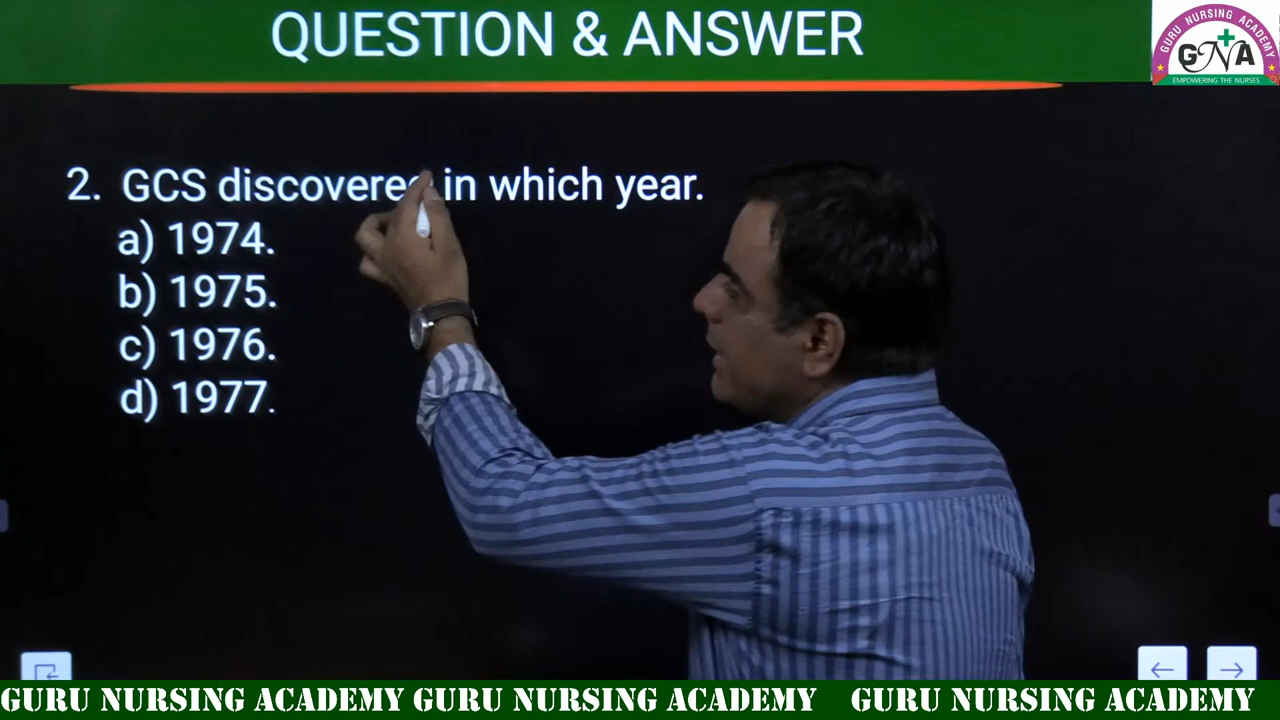 QUESTION & ANSWER
GURU NURSING ACADEMY
GNA
EMPOWERING THE NURSES
2. GCS discovered in which year.
a) 1974.
b) 1975.
c) 1976.
d) 1977.
GURU NURSING ACADEMY GURU NURSING ACADEMY GURU NURSING ACADEMY